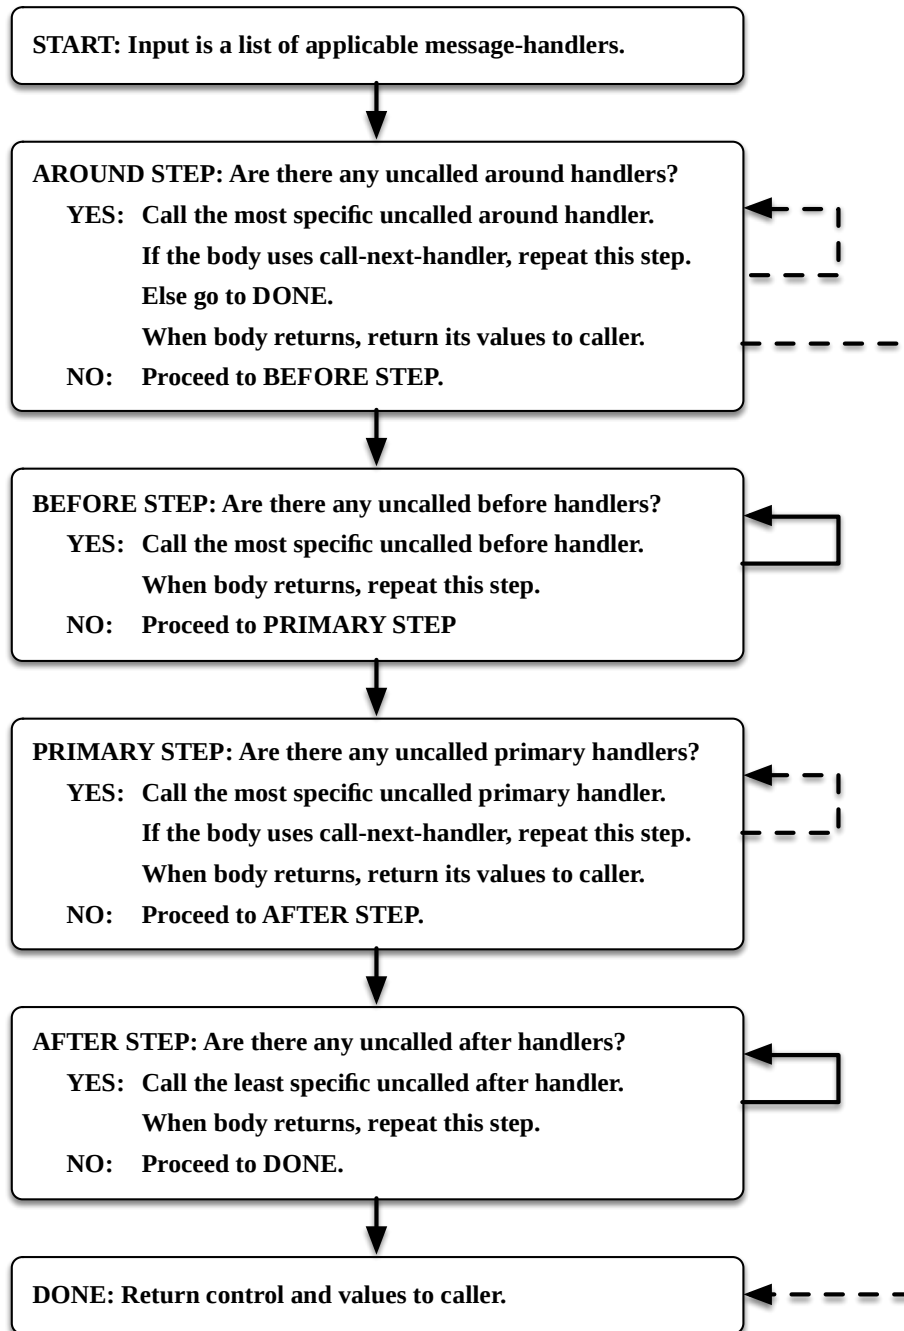 START: Input is a list of applicable message-handlers.
AROUND STEP: Are there any uncalled around handlers?
YES: Call the most specific uncalled around handler.
If the body uses call-next-handler, repeat this step.
Else go to DONE.
When body returns, return its values to caller.
NO: Proceed to BEFORE STEP.
BEFORE STEP: Are there any uncalled before handlers?
YES: Call the most specific uncalled before handler.
When body returns, repeat this step.
NO: Proceed to PRIMARY STEP
PRIMARY STEP: Are there any uncalled primary handlers?
YES: Call the most specific uncalled primary handler.
If the body uses call-next-handler, repeat this step.
When body returns, return its values to caller.
NO: Proceed to AFTER STEP.
AFTER STEP: Are there any uncalled after handlers?
YES: Call the least specific uncalled after handler.
When body returns, repeat this step.
NO: Proceed to DONE.
DONE: Return control and values to caller.